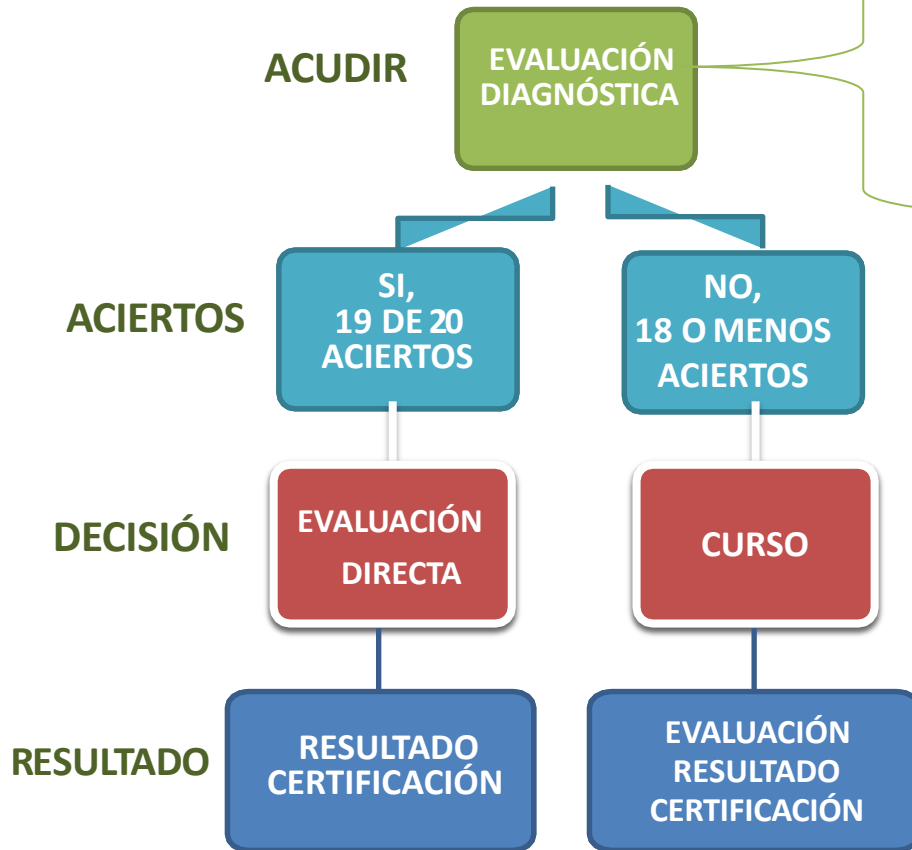 ACUDIR
EVALUACIÓN
DIAGNÓSTICA
ACIERTOS
SI,
19 DE 20
ACIERTOS
NO,
18 O MENOS
ACIERTOS
DECISIÓN
EVALUACIÓN
DIRECTA
CURSO
RESULTADO
RESULTADO
CERTIFICACIÓN
EVALUACIÓN
RESULTADO
CERTIFICACIÓN